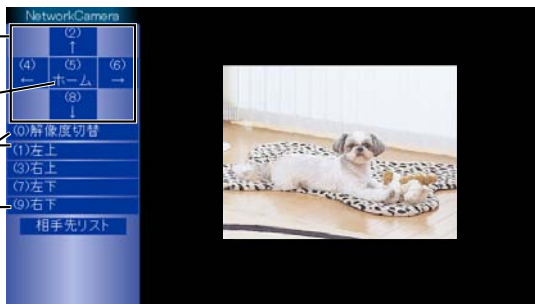 NetworkCamera
(2)
↑
(4) (5) (6)
← ホーム →
(8)
↓
(0)解像度切替
(1)左上
(3)右上
(7)左下
(9)右下
相手先リスト